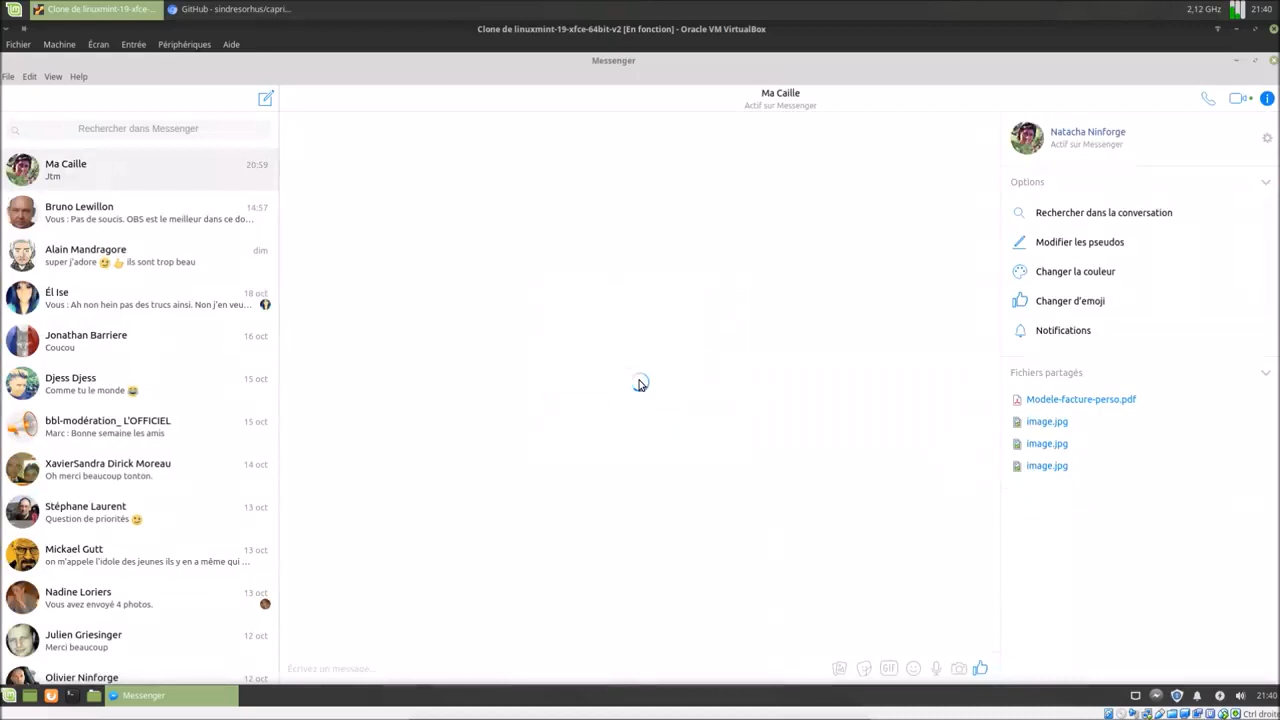 Clone de linuxmint-19-xfce-...
GitHub - sindresorhus/capri...
2,12 GHz
21:40
Clone de linuxmint-19-xfce-64bit-v2 [En fonction] - Oracle VM VirtualBox
Fichier Machine Écran Entrée Périphériques Aide
Messenger
File Edit View Help
Rechercher dans Messenger
Ma Caille 20:59
Jtm
Bruno Lewillon 14:57
Vous : Pas de soucis. OBS est le meilleur dans ce do...
Alain Mandragore dim
super j'adore 😉 👍 ils sont trop beau
Él Ise 18 oct
Vous : Ah non hein pas des trucs ainsi. Non j'en veu...
Jonathan Barriere 16 oct
Coucou
Djess Djess 15 oct
Comme tu le monde 😂
bbl-modération_ L'OFFICIEL 15 oct
Marc : Bonne semaine les amis
XavierSandra Dirick Moreau 14 oct
Oh merci beaucoup tonton.
Stéphane Laurent 13 oct
Question de priorités 😉
Mickael Gutt 13 oct
on m'appele l'idole des jeunes ils y en a même qui ...
Nadine Loriers 13 oct
Vous avez envoyé 4 photos.
Julien Griesinger 12 oct
Merci beaucoup
Olivier Ninforge 12 oct
Ma Caille
Actif sur Messenger
Écrivez un message...
GIF
Natacha Ninforge
Actif sur Messenger
Options
Rechercher dans la conversation
Modifier les pseudos
Changer la couleur
Changer d'emoji
Notifications
Fichiers partagés
Modele-facture-perso.pdf
image.jpg
image.jpg
image.jpg
Messenger
21:40
Ctrl droite